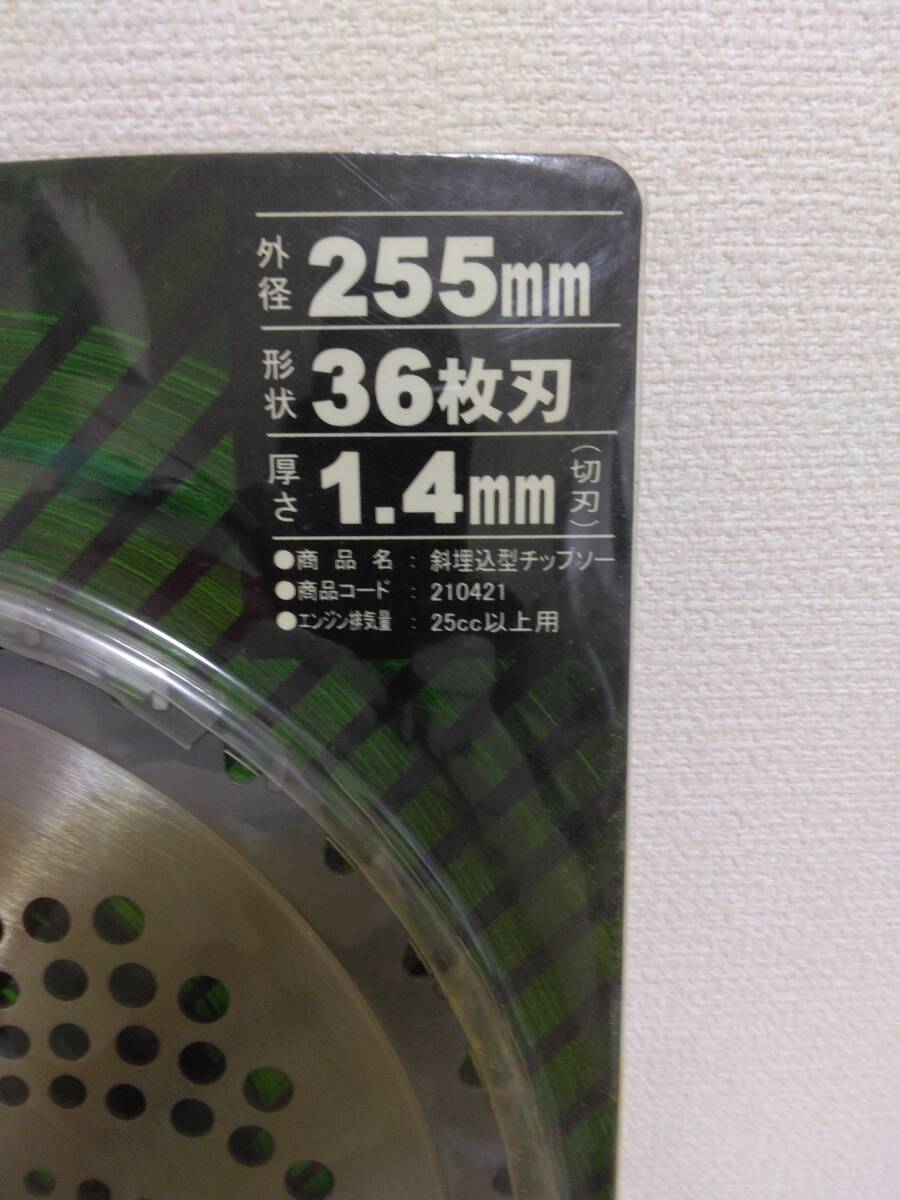 外径 255mm
形状 36枚刃
厚さ 1.4mm (切刃)
●商品名 : 斜埋込型チップソー
●商品コード : 210421
●エンジン排気量 : 25cc以上用